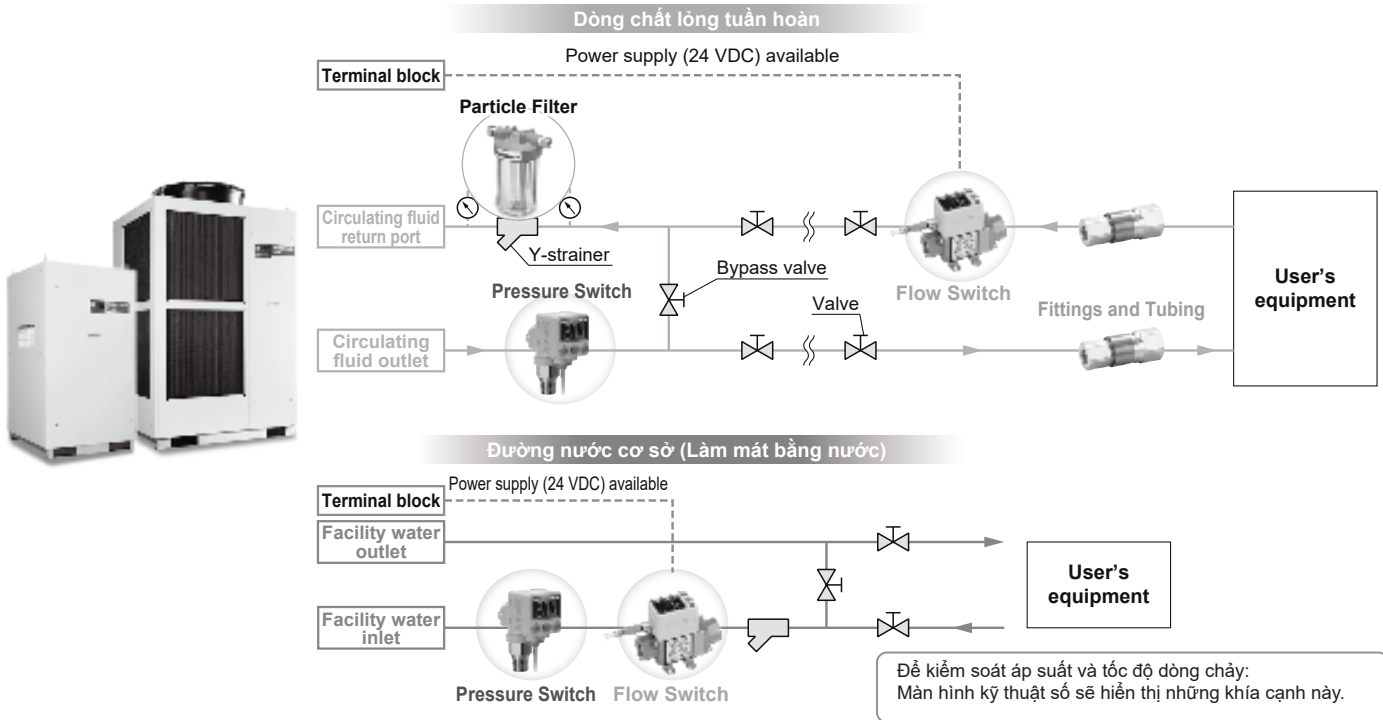 Dòng chất lỏng tuần hoàn
Power supply (24 VDC) available
Terminal block
Particle Filter
Circulating fluid
return port
Y-strainer
Bypass valve
Pressure Switch
Flow Switch
Valve
Fittings and Tubing
User's
equipment
Circulating
fluid outlet
Đường nước cơ sở (Làm mát bằng nước)
Power supply (24 VDC) available
Terminal block
Facility water
outlet
User's
equipment
Facility water
inlet
Pressure Switch
Flow Switch
Để kiểm soát áp suất và tốc độ dòng chảy:
Màn hình kỹ thuật số sẽ hiển thị những khía cạnh này.